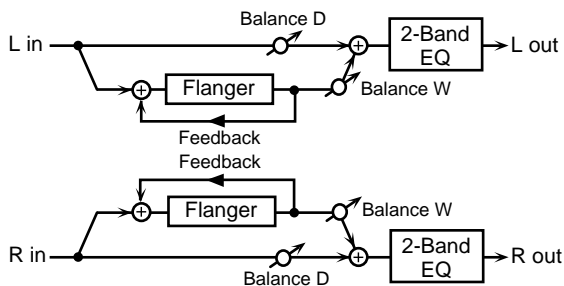 Balance D
L in
2-Band
EQ
L out
Flanger
Balance W
Feedback
Feedback
Flanger
Balance W
R in
2-Band
EQ
R out
Balance D